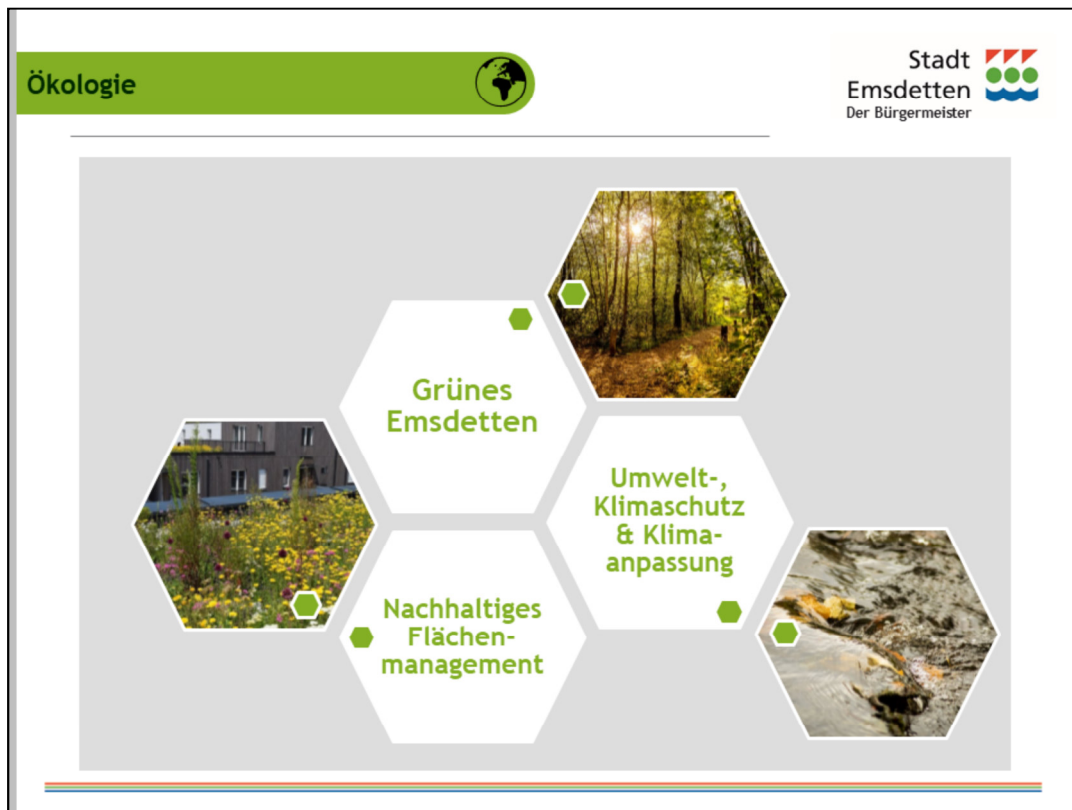 Ökologie
Stadt
Emsdetten
Der Bürgermeister
Grünes
Emsdetten
Umwelt-,
Klimaschutz
& Klima-
anpassung
Nachhaltiges
Flächen-
management